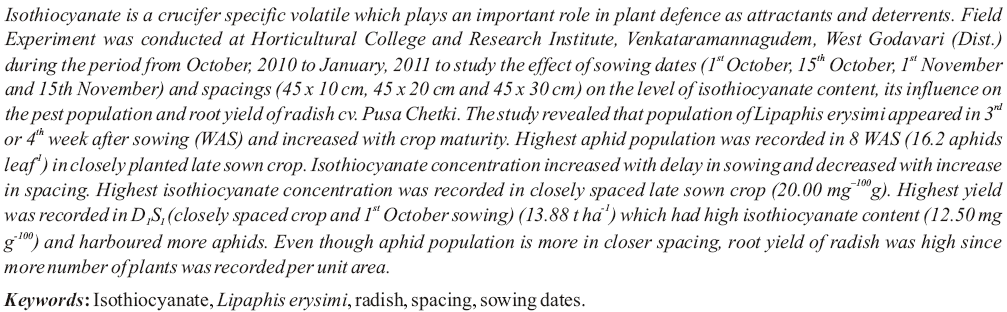 Isothiocyanate is a crucifer specific volatile which plays an important role in plant defence as attractants and deterrents. Field
Experiment was conducted at Horticultural College and Research Institute, Venkataramannagudem, West Godavari (Dist.)
during the period from October, 2010 to January, 2011 to study the effect of sowing dates (1st October, 15th October, 1st November
and 15th November) and spacings (45 x 10 cm, 45 x 20 cm and 45 x 30 cm) on the level of isothiocyanate content, its influence on
the pest population and root yield of radish cv. Pusa Chetki. The study revealed that population of Lipaphis erysimi appeared in 3rd
or 4th week after sowing (WAS) and increased with crop maturity. Highest aphid population was recorded in 8 WAS (16.2 aphids
leaf-1) in closely planted late sown crop. Isothiocyanate concentration increased with delay in sowing and decreased with increase
in spacing. Highest isothiocyanate concentration was recorded in closely spaced late sown crop (20.00 mg-100g). Highest yield
was recorded in D1S1 (closely spaced crop and 1st October sowing) (13.88 t ha-1) which had high isothiocyanate content (12.50 mg
g-100) and harboured more aphids. Even though aphid population is more in closer spacing, root yield of radish was high since
more number of plants was recorded per unit area.
Keywords: Isothiocyanate, Lipaphis erysimi, radish, spacing, sowing dates.